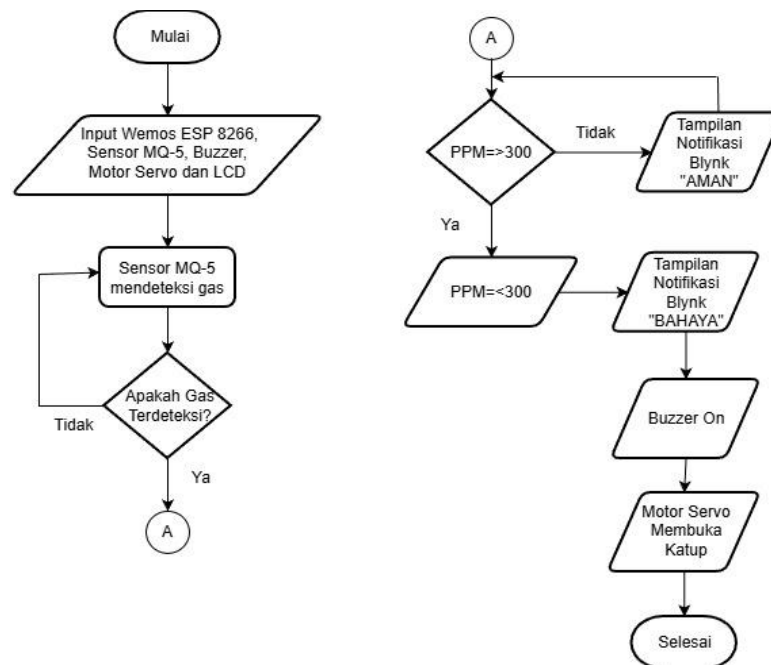 Mulai
Input Wemos ESP 8266,
Sensor MQ-5, Buzzer,
Motor Servo dan LCD
Sensor MQ-5
mendeteksi gas
Apakah Gas
Terdeteksi?
Tidak
Ya
A
A
PPM=>300
Tidak
Tampilan
Notifikasi
Blynk
"AMAN"
Ya
PPM=<300
Tampilan
Notifikasi
Blynk
"BAHAYA"
Buzzer On
Motor Servo
Membuka
Katup
Selesai